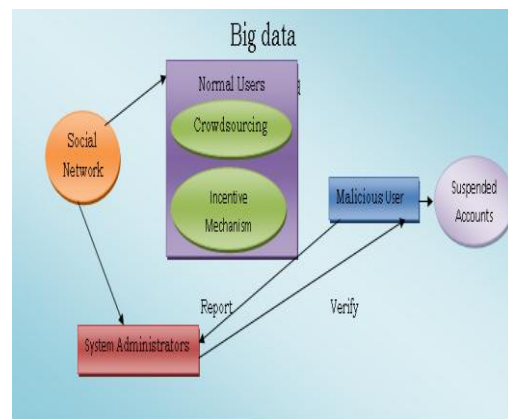 Big data
Normal Users
Crowdsourcing
Social
Network
Incentive
Mechanism
Malicious User
Suspended
Accounts
Report
Verify
System Administrators